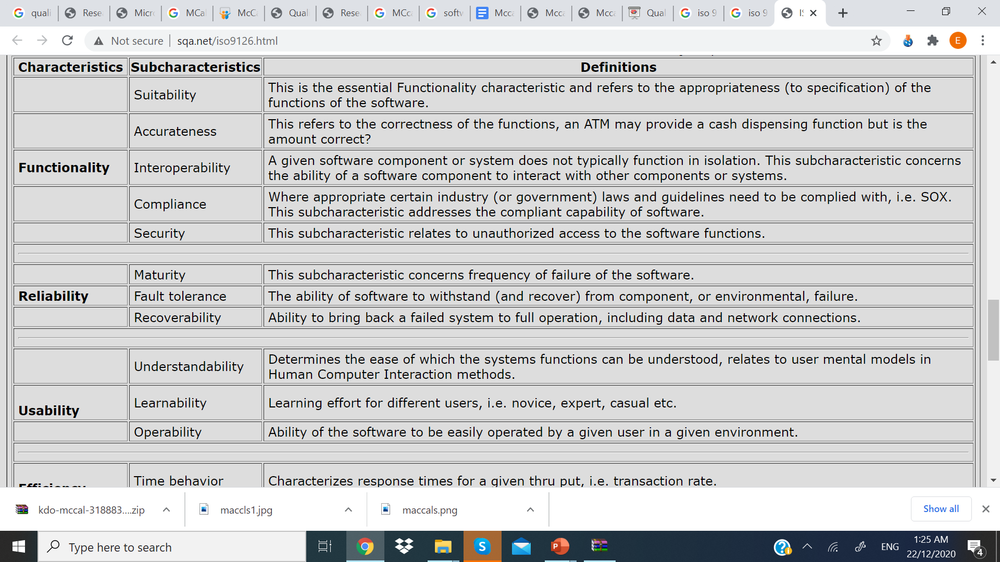 quali
Rese
Micr
MCal
McCa
Quali
Rese
MCca
softw
Mcca
Mcca
Mcca
Qual
iso 9
iso 9
Not secure
sqa.net/iso9126.html
E
Characteristics Subcharacteristics Definitions
Suitability
This is the essential Functionality characteristic and refers to the appropriateness (to specification) of the
functions of the software.
Accurateness
This refers to the correctness of the functions, an ATM may provide a cash dispensing function but is the
amount correct?
Functionality
Interoperability
A given software component or system does not typically function in isolation. This subcharacteristic concerns
the ability of a software component to interact with other components or systems.
Compliance
Where appropriate certain industry (or government) laws and guidelines need to be complied with, i.e. SOX.
This subcharacteristic addresses the compliant capability of software.
Security
This subcharacteristic relates to unauthorized access to the software functions.
Maturity
This subcharacteristic concerns frequency of failure of the software.
Reliability
Fault tolerance
The ability of software to withstand (and recover) from component, or environmental, failure.
Recoverability
Ability to bring back a failed system to full operation, including data and network connections.
Understandability
Determines the ease of which the systems functions can be understood, relates to user mental models in
Human Computer Interaction methods.
Usability
Learnability
Learning effort for different users, i.e. novice, expert, casual etc.
Operability
Ability of the software to be easily operated by a given user in a given environment.
Efficiency
Time behavior
Characterizes response times for a given thru put, i.e. transaction rate.
kdo-mccal-318883....zip
maccls1.jpg
maccals.png
Show all
Type here to search
ENG
1:25 AM
22/12/2020
4